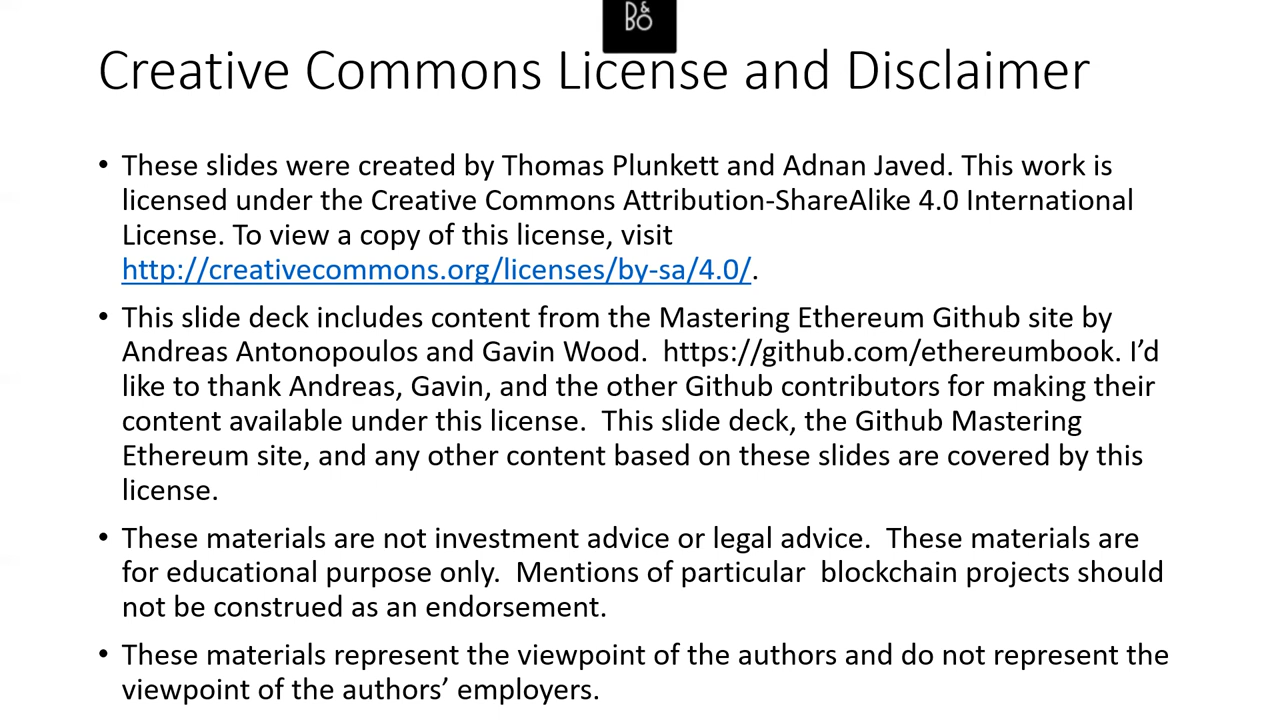 D&
BO
Creative Commons License and Disclaimer
• These slides were created by Thomas Plunkett and Adnan Javed. This work is
licensed under the Creative Commons Attribution-ShareAlike 4.0 International
License. To view a copy of this license, visit
http://creativecommons.org/licenses/by-sa/4.0/.
• This slide deck includes content from the Mastering Ethereum Github site by
Andreas Antonopoulos and Gavin Wood.  https://github.com/ethereumbook. I’d
like to thank Andreas, Gavin, and the other Github contributors for making their
content available under this license.  This slide deck, the Github Mastering
Ethereum site, and any other content based on these slides are covered by this
license.
• These materials are not investment advice or legal advice.  These materials are
for educational purpose only.  Mentions of particular  blockchain projects should
not be construed as an endorsement.
• These materials represent the viewpoint of the authors and do not represent the
viewpoint of the authors’ employers.